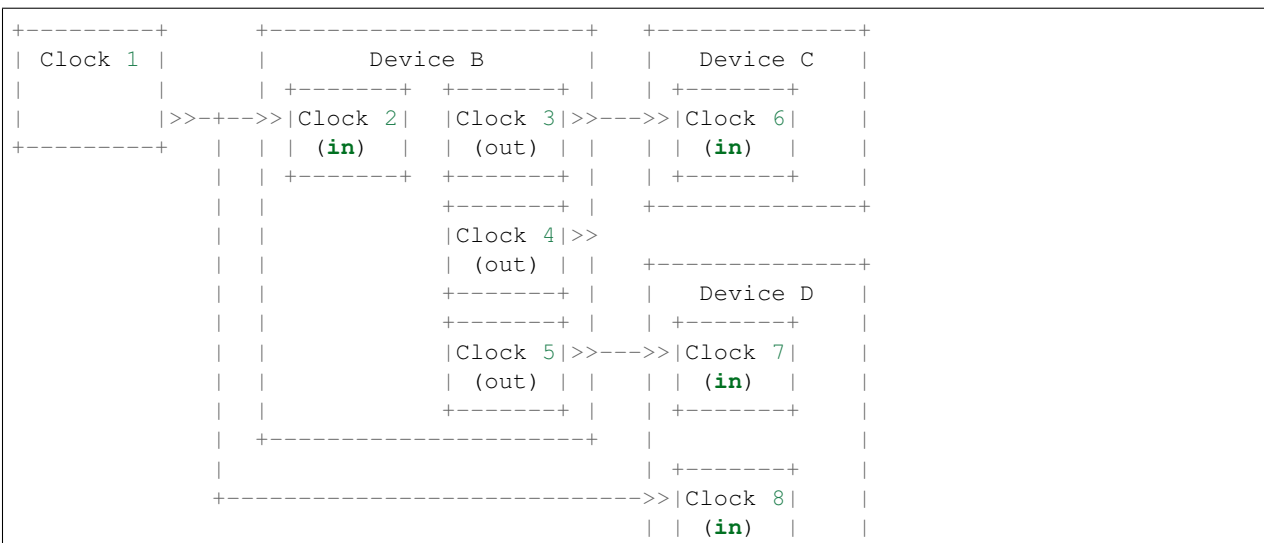 +---------+      +----------------------+   +--------------+
| Clock 1 |      |       Device B       |   |   Device C   |
|         |      | +-------+  +-------+ |   | +-------+    |
|         |>>-+-->>|Clock 2|  |Clock 3|>>--->>|Clock 6|    |
+---------+   |  | | (in)  |  | (out) | |   | | (in)  |    |
              |  | +-------+  +-------+ |   | +-------+    |
              |  |            +-------+ |   +--------------+
              |  |            |Clock 4|>>
              |  |            | (out) | |   +--------------+
              |  |            +-------+ |   |   Device D   |
              |  |            +-------+ |   | +-------+    |
              |  |            |Clock 5|>>--->>|Clock 7|    |
              |  |            | (out) | |   | | (in)  |    |
              |  |            +-------+ |   | +-------+    |
              |  +----------------------+   |              |
              |                             | +-------+    |
              +----------------------------->>|Clock 8|    |
                                            | | (in)  |    |